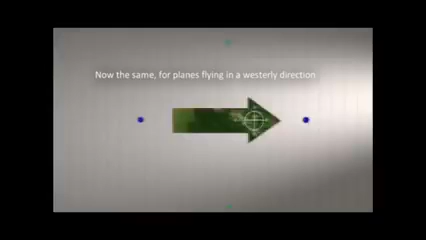 Now the same, for planes flying in a westerly direction